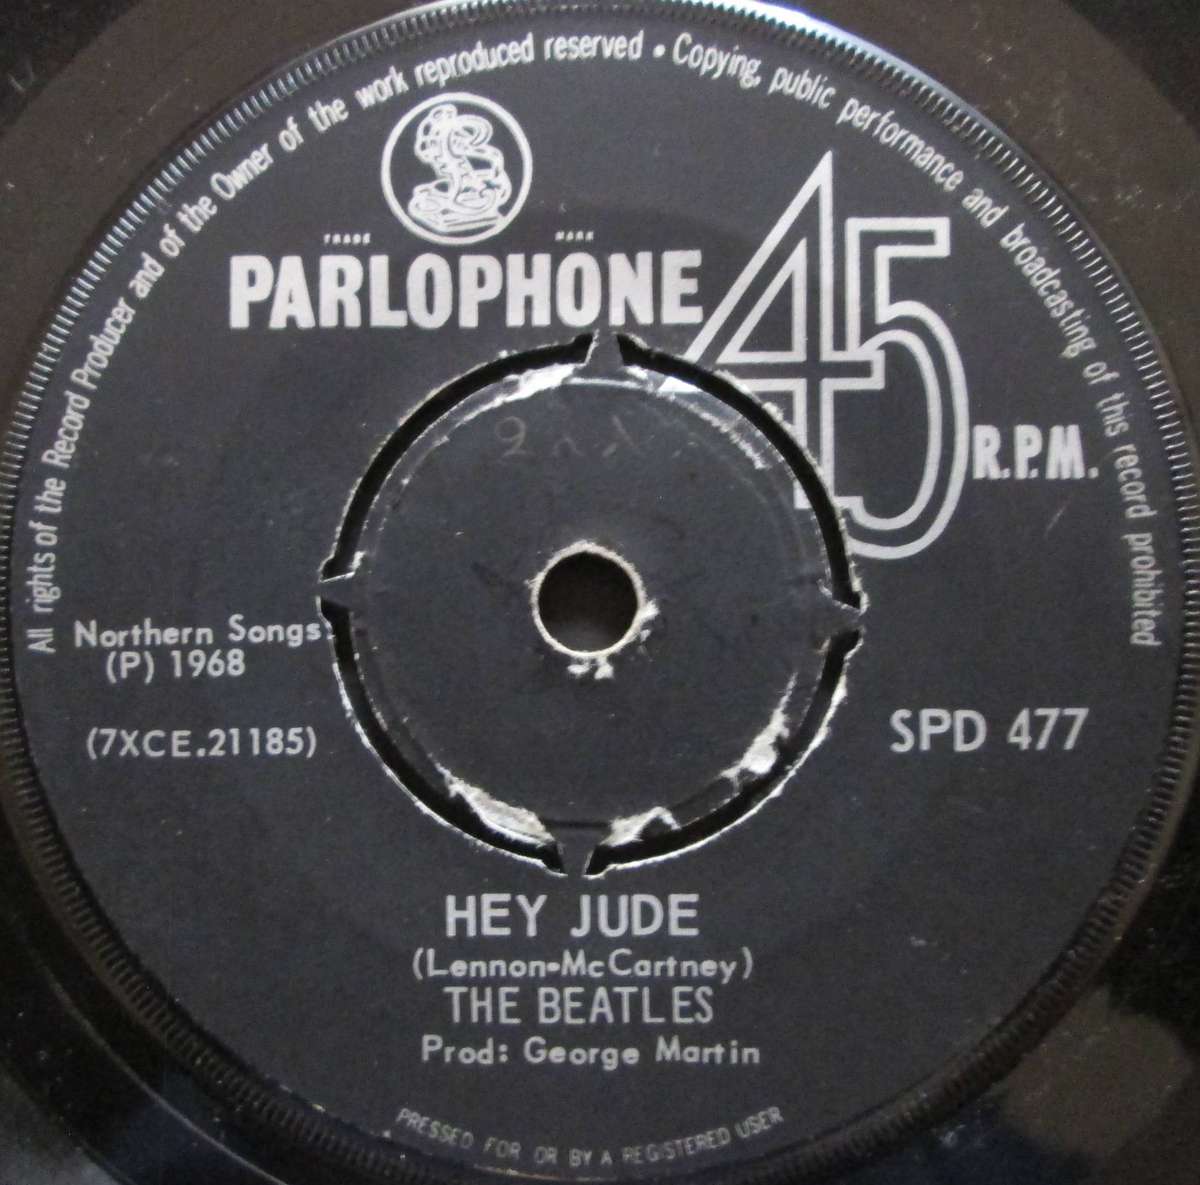 All rights of the Record Producer and of the Owner of the work reproduced reserved • Copying, public performance and broadcasting of this record prohibited
TRADE MARK
PARLOPHONE
45
R.P.M.
Northern Songs.
(P) 1968
(7XCE.21185)
SPD 477
HEY JUDE
(Lennon-McCartney)
THE BEATLES
Prod: George Martin
PRESSED FOR OR BY A REGISTERED USER